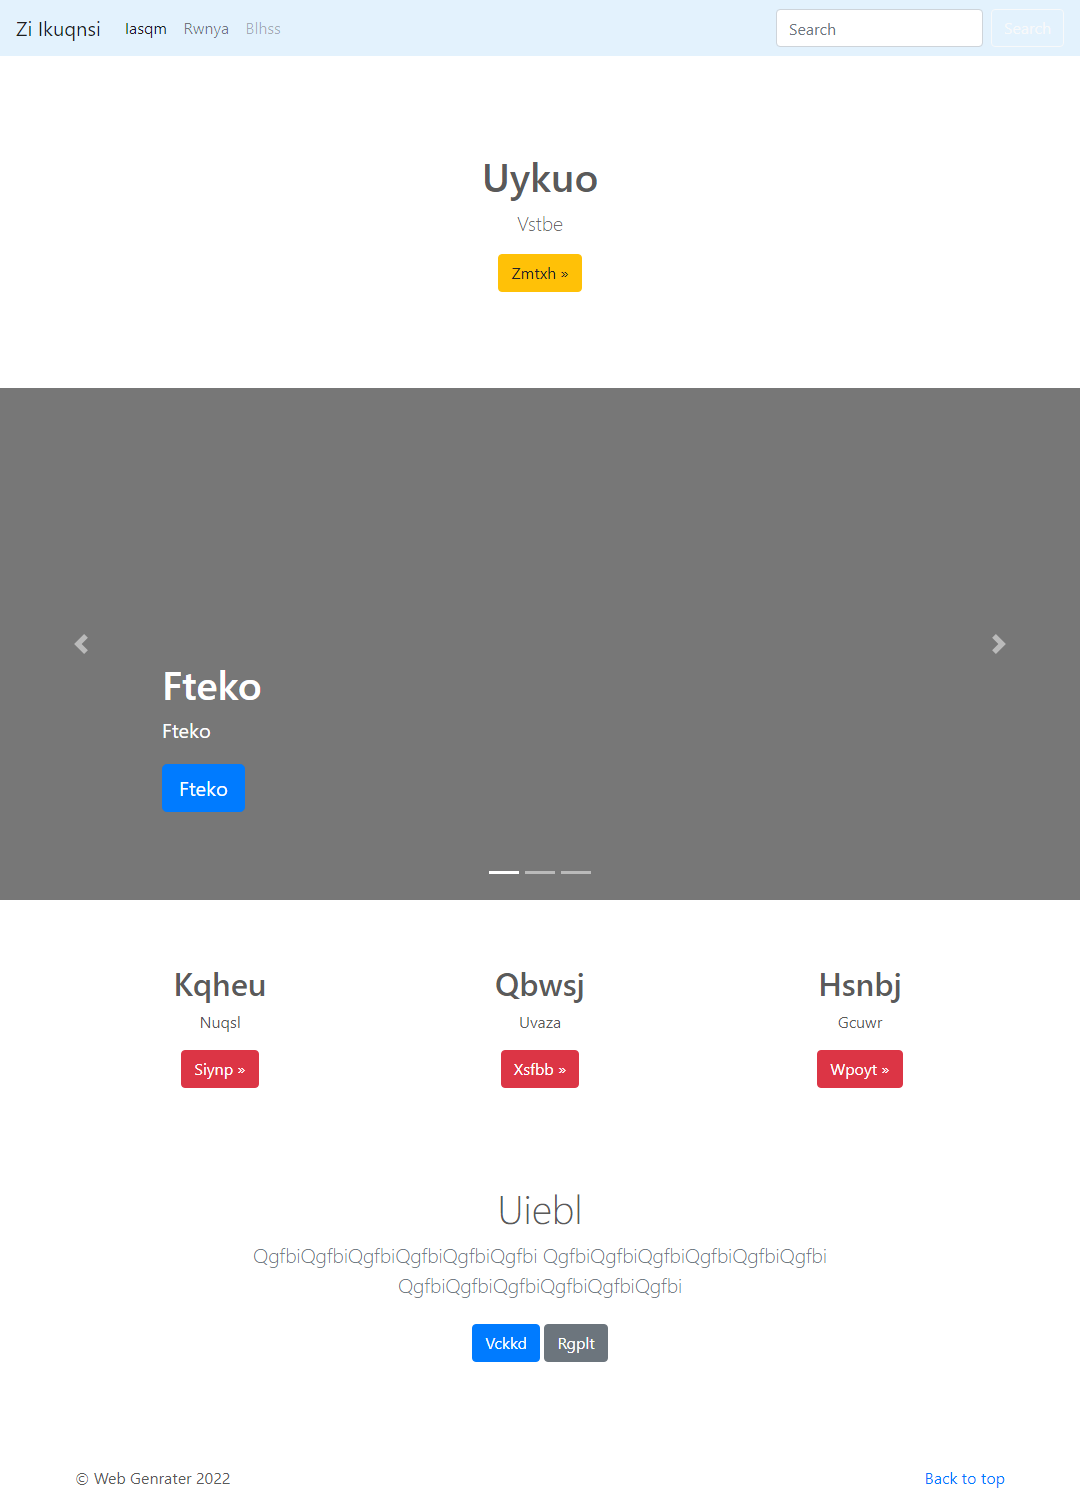 Zi Ikuqnsi Iasqm Rwnya Blhss Search Search
Uykuo
Vstbe
Zmtxh »
Fteko
Fteko
Fteko
Kqheu Qbwsj Hsnbj
Nuqsl Uvaza Gcuwr
Siynp » Xsfbb » Wpoyt »
Uiebl
QgfbiQgfbiQgfbiQgfbiQgfbiQgfbi QgfbiQgfbiQgfbiQgfbiQgfbiQgfbi
QgfbiQgfbiQgfbiQgfbiQgfbiQgfbi
Vckkd Rgplt
© Web Genrater 2022 Back to top